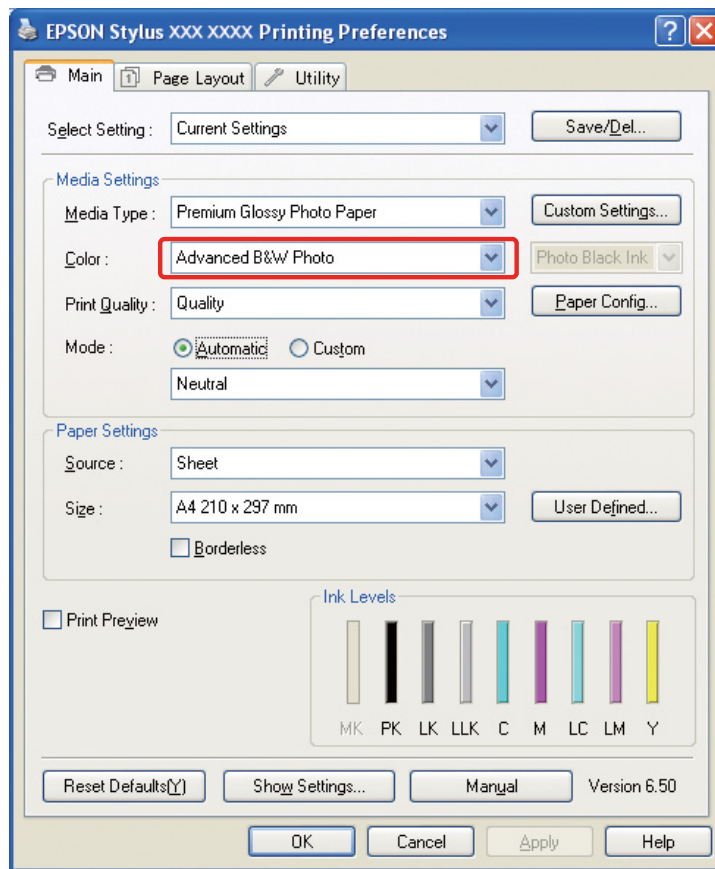 EPSON Stylus XXX XXXX Printing Preferences
Main
1 Page Layout
Utility
Select Setting : Current Settings Save/Del...
Media Settings
Media Type : Premium Glossy Photo Paper Custom Settings...
Color : Advanced B&W Photo Photo Black Ink
Print Quality : Quality Paper Config...
Mode : Automatic Custom
Neutral
Paper Settings
Source : Sheet
Size : A4 210 x 297 mm User Defined...
Borderless
Print Preview
Ink Levels
MK PK LK LLK C M LC LM Y
Reset Defaults(Y) Show Settings... Manual Version 6.50
OK Cancel Apply Help